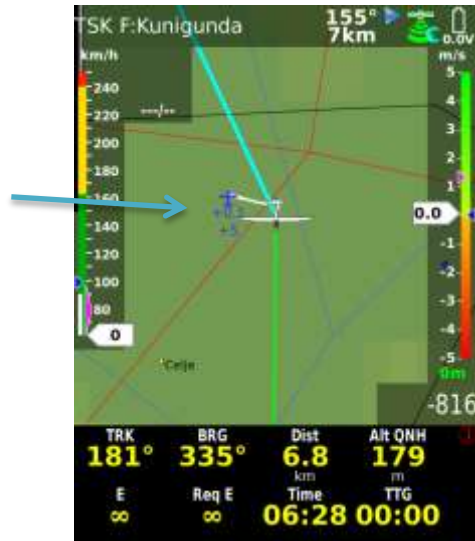 TSK F:Kunigunda 155° 0.0V
7km
km/h m/s
240
220
200
180
160
140
120
100
80
0
---/--
5
4
3
2
1
0.0
-1
-2
-3
-4
-5
0m
Celje
-816
TRK BRG Dist Alt QNH
181° 335° 6.8 179
km m
E Req E Time TTG
∞ ∞ 06:28 00:00